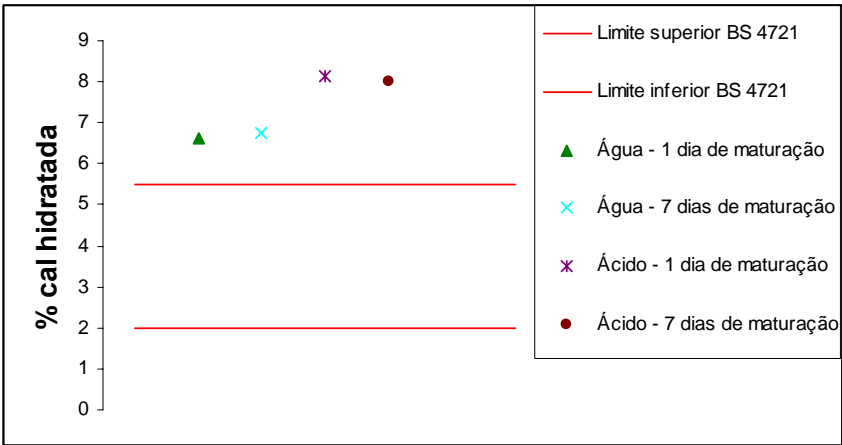 % cal hidratada
9
8
7
6
5
4
3
2
1
0
Limite superior BS 4721
Limite inferior BS 4721
Água - 1 dia de maturação
Água - 7 dias de maturação
Ácido - 1 dia de maturação
Ácido - 7 dias de maturação